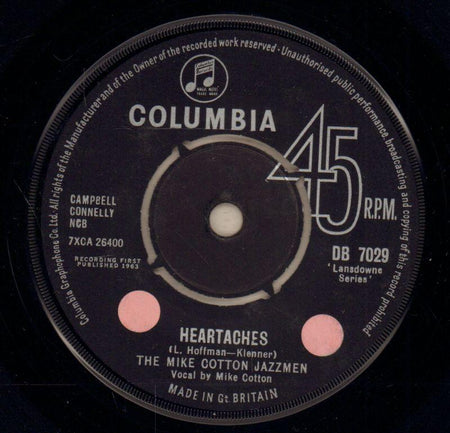 Columbia Graphophone Co. Ltd. All rights of the Manufacturer and of the Owner of the recorded work reserved · Unauthorised public performance, broadcasting and copying of this record prohibited
COLUMBIA
45
R.P.M.
CAMPBELL
CONNELLY
NCB
7XCA 26400
RECORDING FIRST
PUBLISHED 1963
DB 7029
'Lansdowne
Series'
HEARTACHES
(L. Hoffman—Klenner)
THE MIKE COTTON JAZZMEN
Vocal by Mike Cotton
MADE IN Gt. BRITAIN